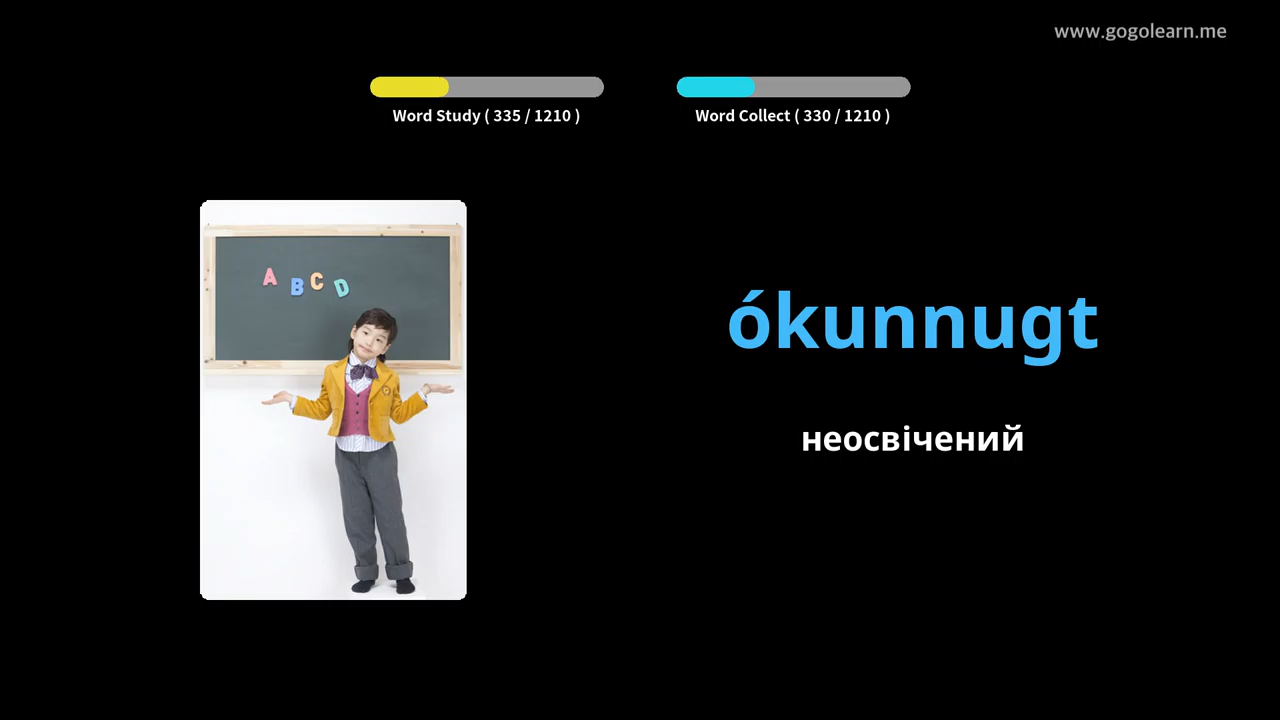 www.gogolearn.me
Word Study ( 335 / 1210 )
Word Collect ( 330 / 1210 )
A B C D
ókunnugt
неосвічений